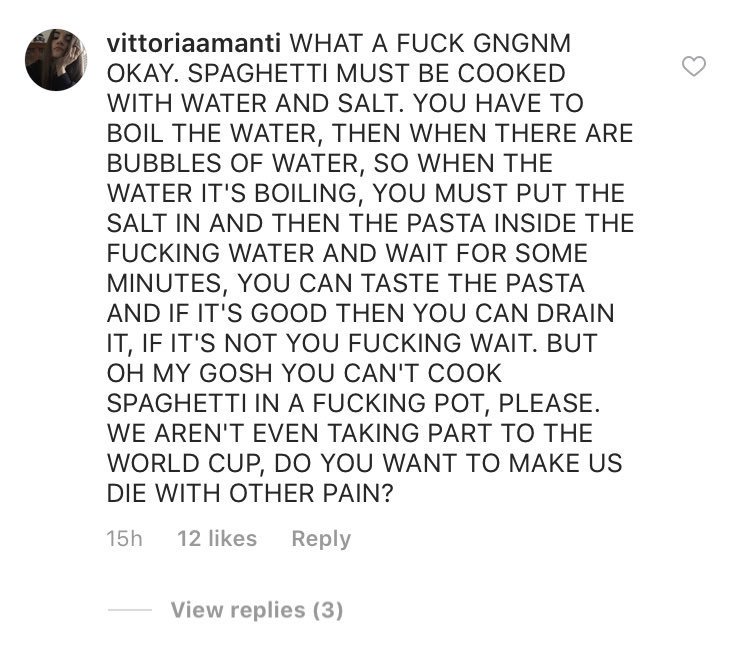 vittoriaamanti WHAT A FUCK GNGNM
OKAY. SPAGHETTI MUST BE COOKED
WITH WATER AND SALT. YOU HAVE TO
BOIL THE WATER, THEN WHEN THERE ARE
BUBBLES OF WATER, SO WHEN THE
WATER IT'S BOILING, YOU MUST PUT THE
SALT IN AND THEN THE PASTA INSIDE THE
FUCKING WATER AND WAIT FOR SOME
MINUTES, YOU CAN TASTE THE PASTA
AND IF IT'S GOOD THEN YOU CAN DRAIN
IT, IF IT'S NOT YOU FUCKING WAIT. BUT
OH MY GOSH YOU CAN'T COOK
SPAGHETTI IN A FUCKING POT, PLEASE.
WE AREN'T EVEN TAKING PART TO THE
WORLD CUP, DO YOU WANT TO MAKE US
DIE WITH OTHER PAIN?
15h 12 likes Reply
View replies (3)